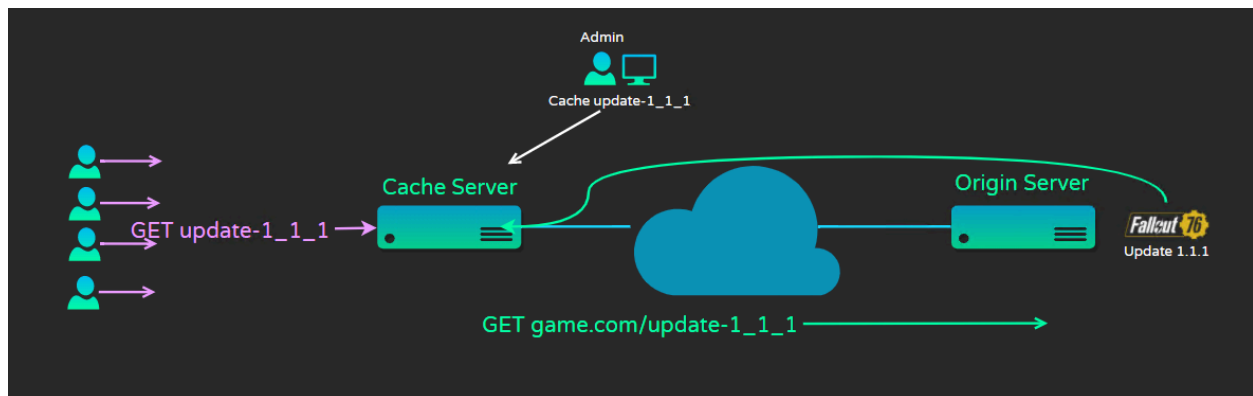 Admin
Cache update-1_1_1
Cache Server
Origin Server
GET update-1_1_1
Fallout 76
Update 1.1.1
GET game.com/update-1_1_1